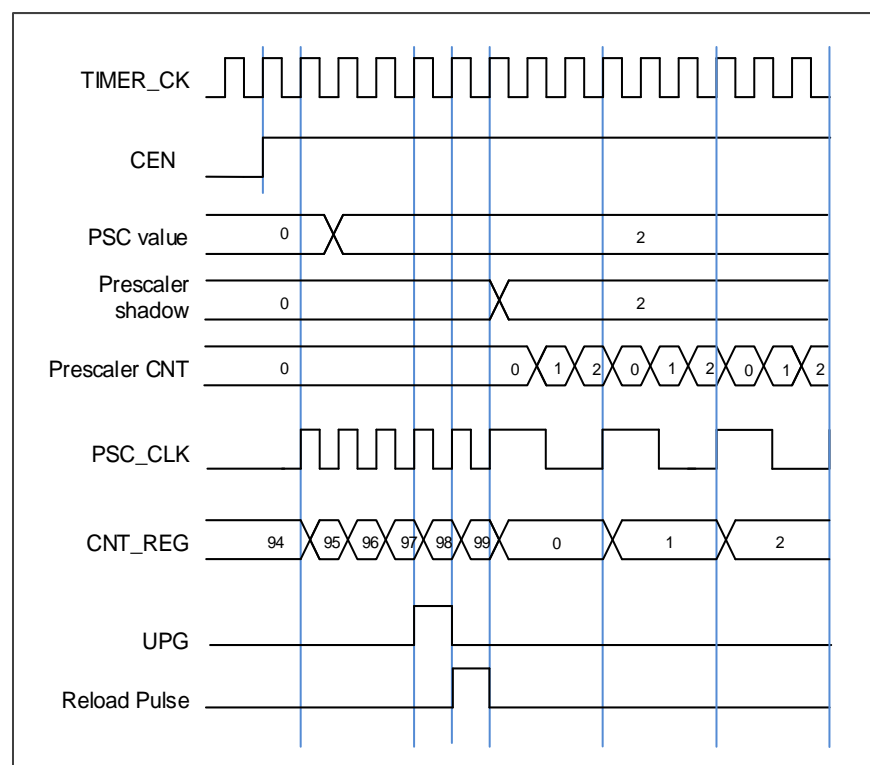 TIMER_CK
CEN
PSC value 0 2
Prescaler
shadow 0 2
Prescaler CNT 0 0 1 2 0 1 2 0 1 2
PSC_CLK
CNT_REG 94 95 96 97 98 99 0 1 2
UPG
Reload Pulse